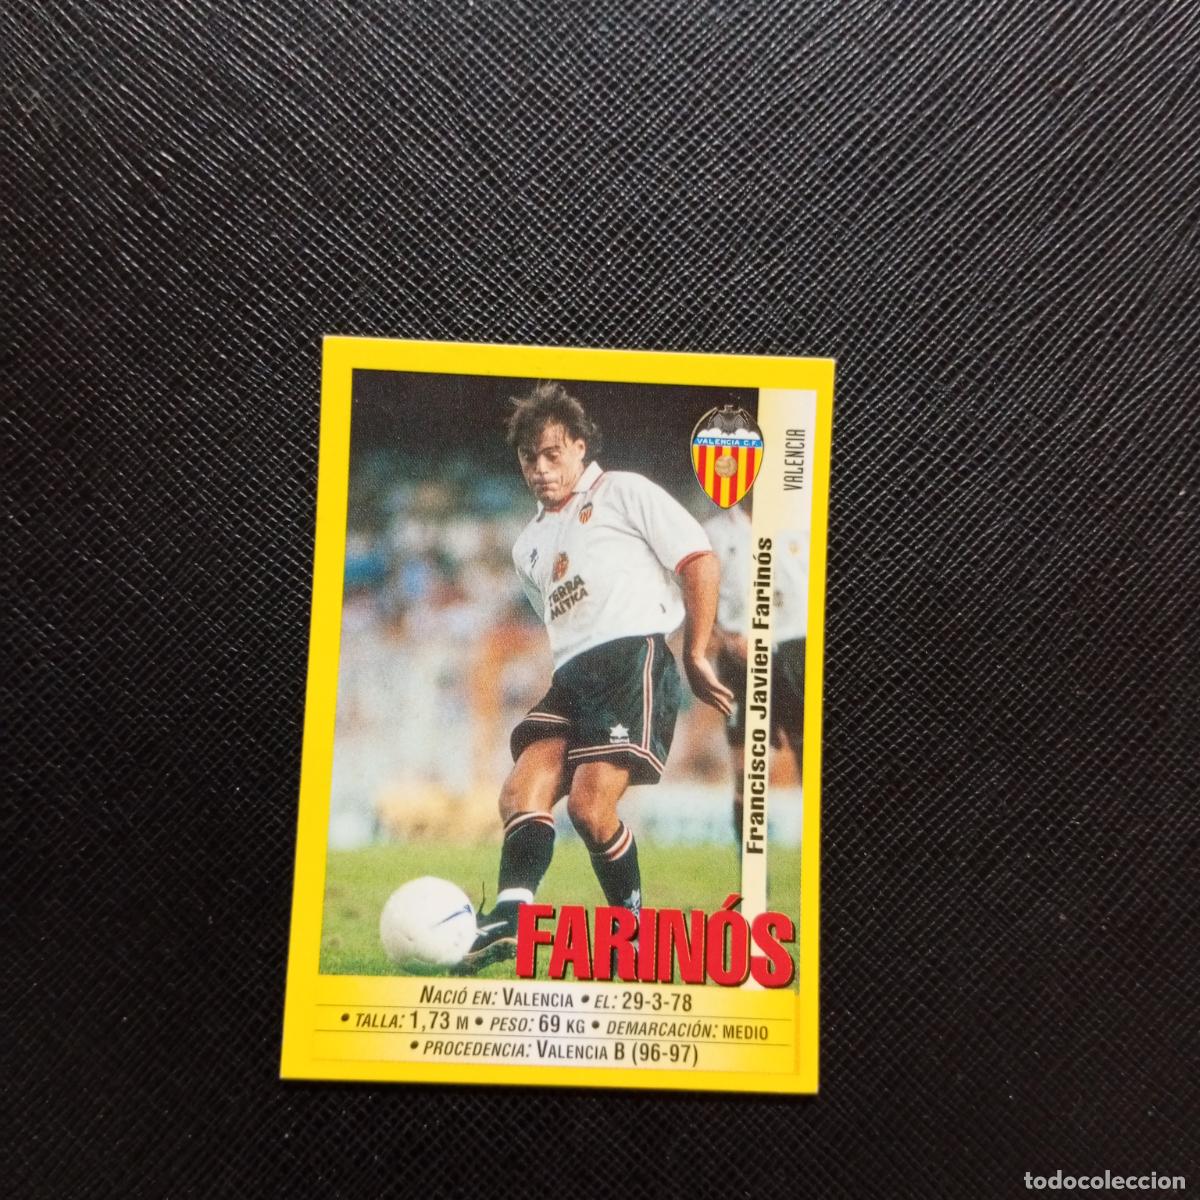 VALENCIA C.F.
VALENCIA
Francisco Javier Farinós
TERRA
MÍTICA
FARINÓS
NACIÓ EN: VALENCIA • EL: 29-3-78
• TALLA: 1,73 M • PESO: 69 KG • DEMARCACIÓN: MEDIO
• PROCEDENCIA: VALENCIA B (96-97)
todocoleccion